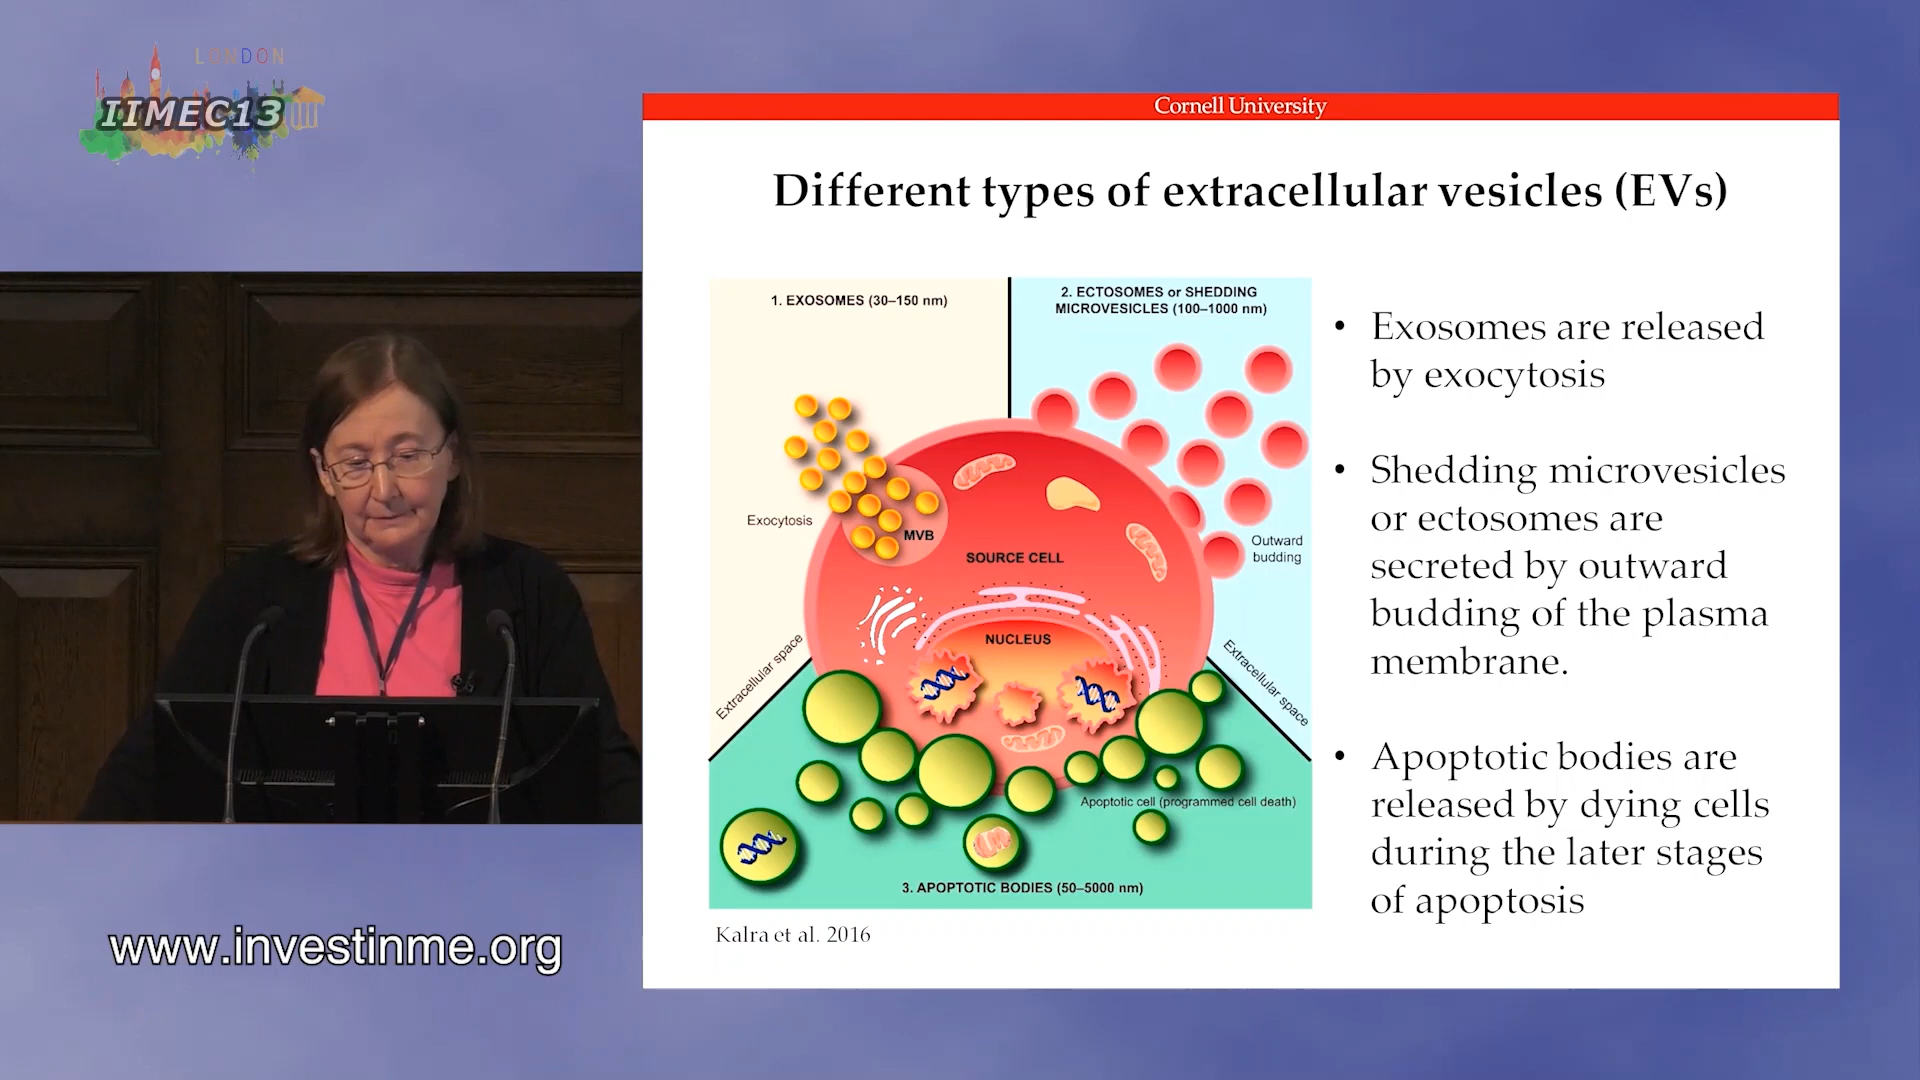 LONDON
IIMEC13
Cornell University
Different types of extracellular vesicles (EVs)
1. EXOSOMES (30–150 nm)
2. ECTOSOMES or SHEDDING
MICROVESICLES (100–1000 nm)
Exocytosis
MVB
SOURCE CELL
Outward
budding
NUCLEUS
Extracellular space
Extracellular space
Apoptotic cell (programmed cell death)
3. APOPTOTIC BODIES (50–5000 nm)
Kalra et al. 2016
• Exosomes are released
by exocytosis
• Shedding microvesicles
or ectosomes are
secreted by outward
budding of the plasma
membrane.
• Apoptotic bodies are
released by dying cells
during the later stages
of apoptosis
www.investinme.org